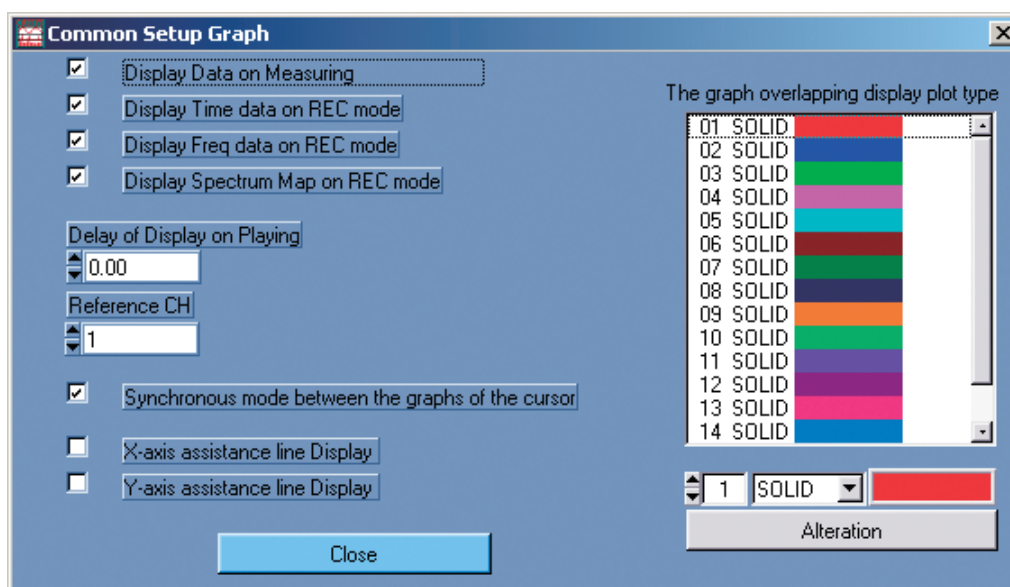 Common Setup Graph
Display Data on Measuring
Display Time data on REC mode
Display Freq data on REC mode
Display Spectrum Map on REC mode
Delay of Display on Playing
0.00
Reference CH
1
Synchronous mode between the graphs of the cursor
X-axis assistance line Display
Y-axis assistance line Display
Close
The graph overlapping display plot type
01 SOLID
02 SOLID
03 SOLID
04 SOLID
05 SOLID
06 SOLID
07 SOLID
08 SOLID
09 SOLID
10 SOLID
11 SOLID
12 SOLID
13 SOLID
14 SOLID
1 SOLID
Alteration